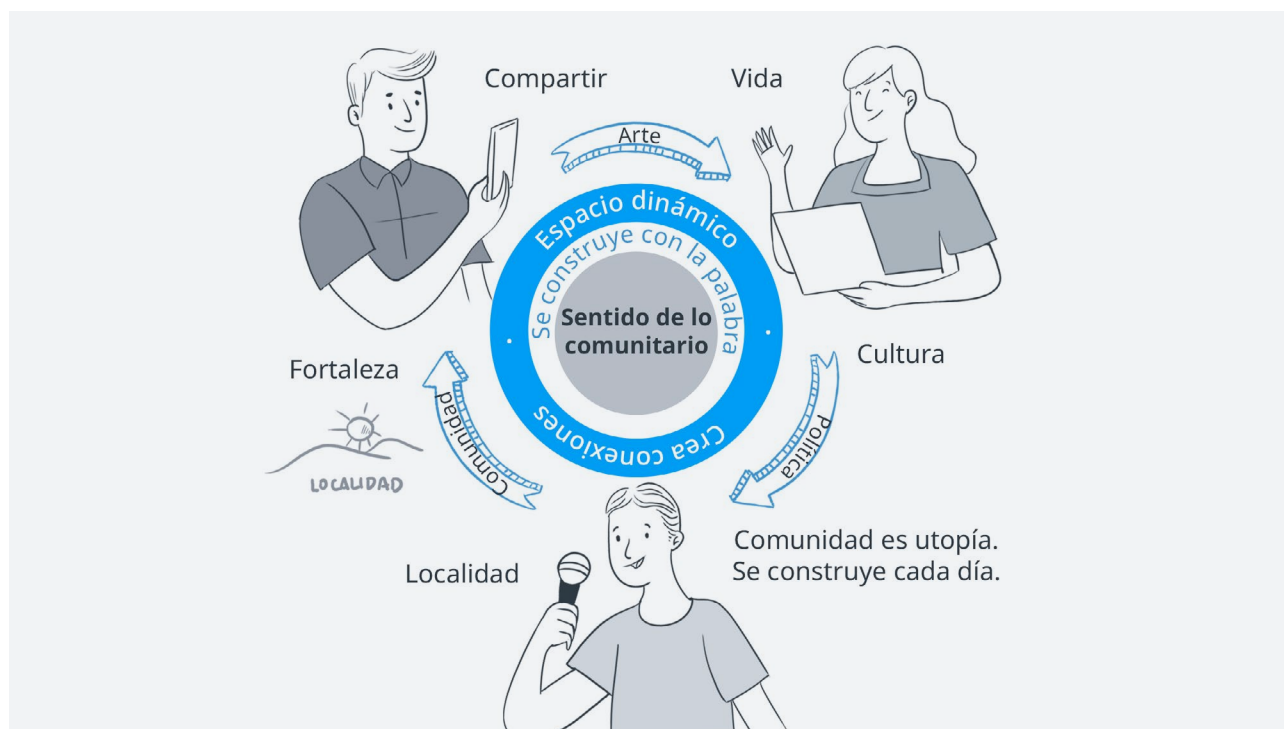 Compartir
Vida
Arte
Espacio dinámico
Se construye con la palabra
Sentido de lo
comunitario
Crea conexiones
Fortaleza
Comunidad
Cultura
Política
LOCALIDAD
Localidad
Comunidad es utopía.
Se construye cada día.